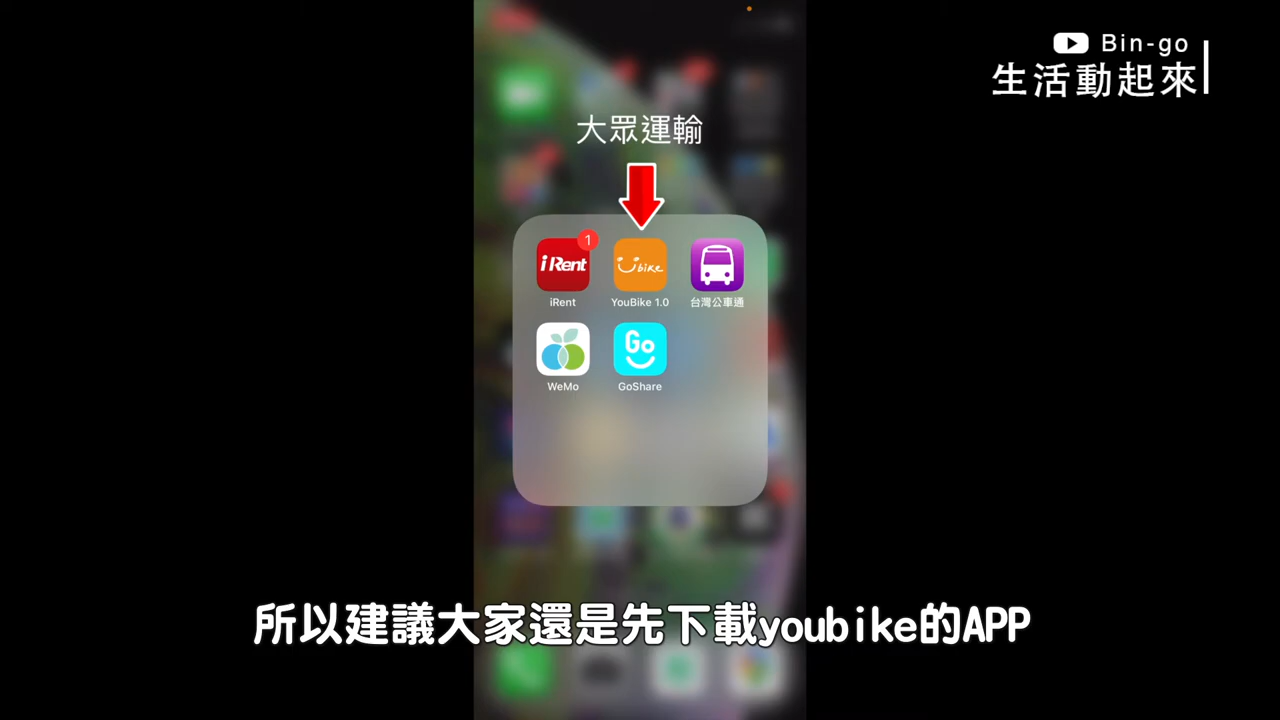 Bin-go
生活動起來
大眾運輸
iRent
1
Ubike
iRent
YouBike 1.0
台灣公車通
Go
WeMo
GoShare
所以建議大家還是先下載youbike的APP